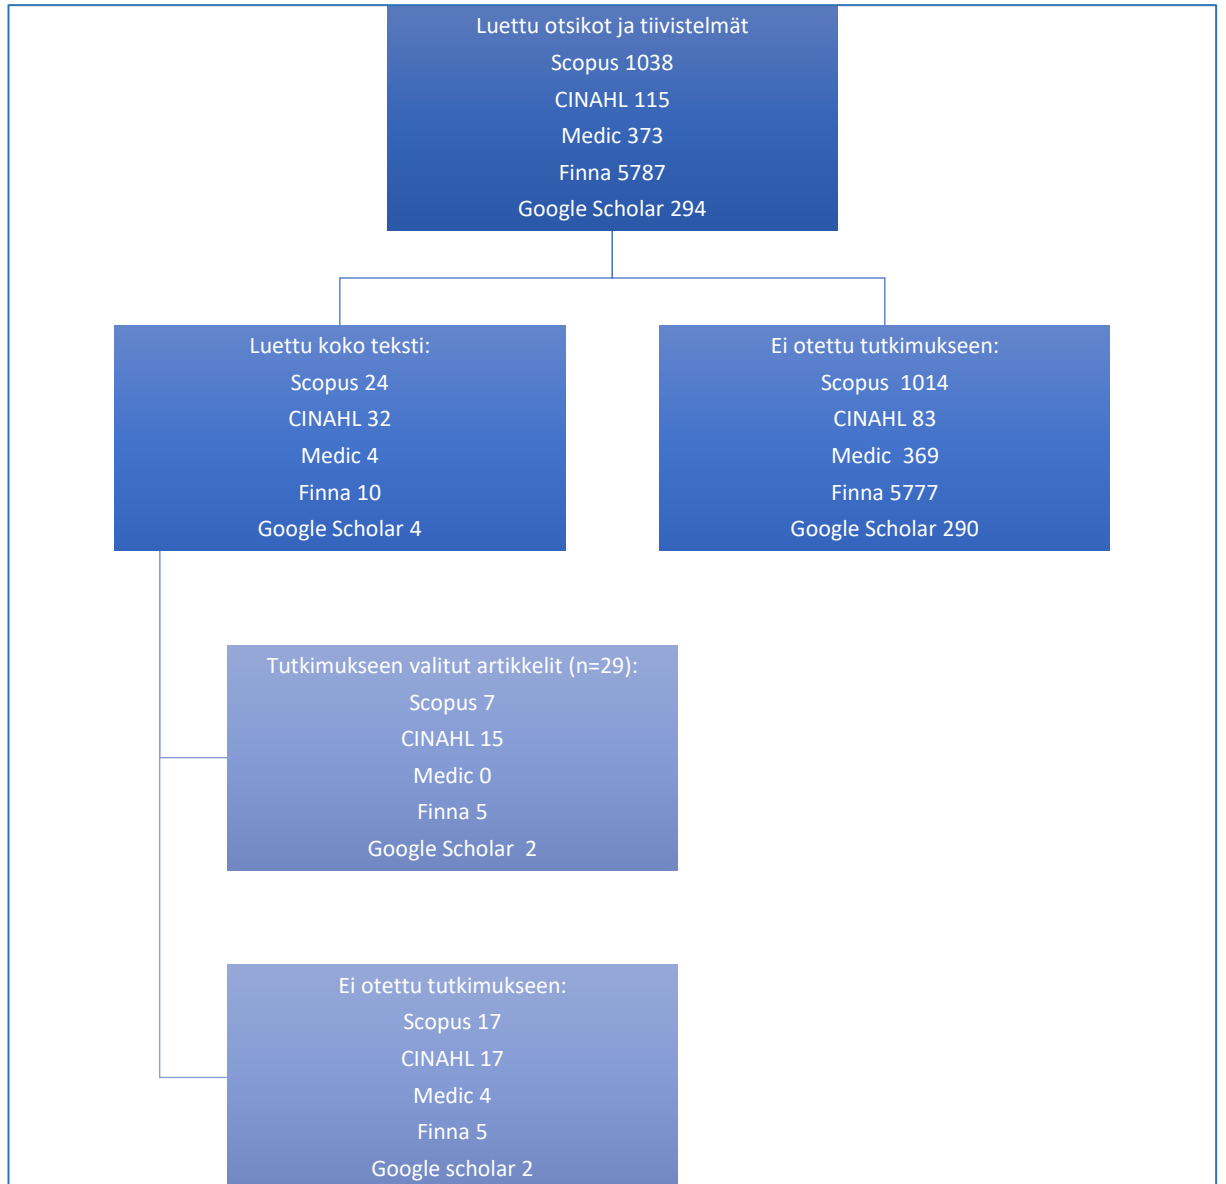 Luettu otsikot ja tiivistelmät
Scopus 1038
CINAHL 115
Medic 373
Finna 5787
Google Scholar 294
Luettu koko teksti:
Scopus 24
CINAHL 32
Medic 4
Finna 10
Google Scholar 4
Ei otettu tutkimukseen:
Scopus 1014
CINAHL 83
Medic 369
Finna 5777
Google Scholar 290
Tutkimukseen valitut artikkelit (n=29):
Scopus 7
CINAHL 15
Medic 0
Finna 5
Google Scholar 2
Ei otettu tutkimukseen:
Scopus 17
CINAHL 17
Medic 4
Finna 5
Google scholar 2